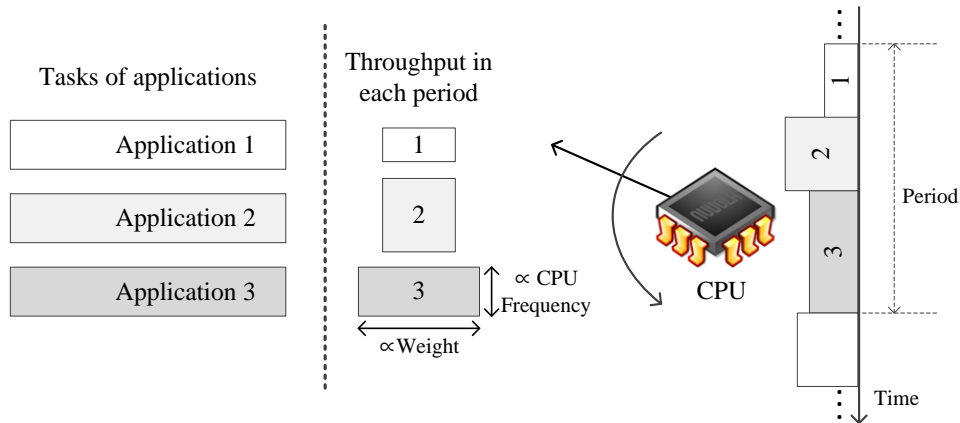 Tasks of applications
Application 1
Application 2
Application 3
Throughput in
each period
1
2
3
∝ CPU
Frequency
∝Weight
CPU
1
2
3
Period
Time